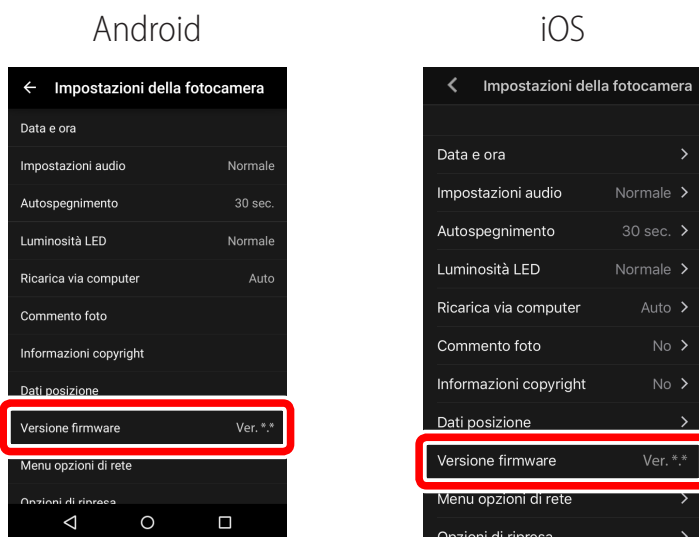 Android
Impostazioni della fotocamera
Data e ora
Impostazioni audio Normale
Autospegnimento 30 sec.
Luminosità LED Normale
Ricarica via computer Auto
Commento foto
Informazioni copyright
Dati posizione
Versione firmware Ver. *.*
Menu opzioni di rete
Opzioni di ripresa
iOS
Impostazioni della fotocamera
Data e ora
Impostazioni audio Normale
Autospegnimento 30 sec.
Luminosità LED Normale
Ricarica via computer Auto
Commento foto No
Informazioni copyright No
Dati posizione
Versione firmware Ver. *.*
Menu opzioni di rete
Opzioni di ripresa